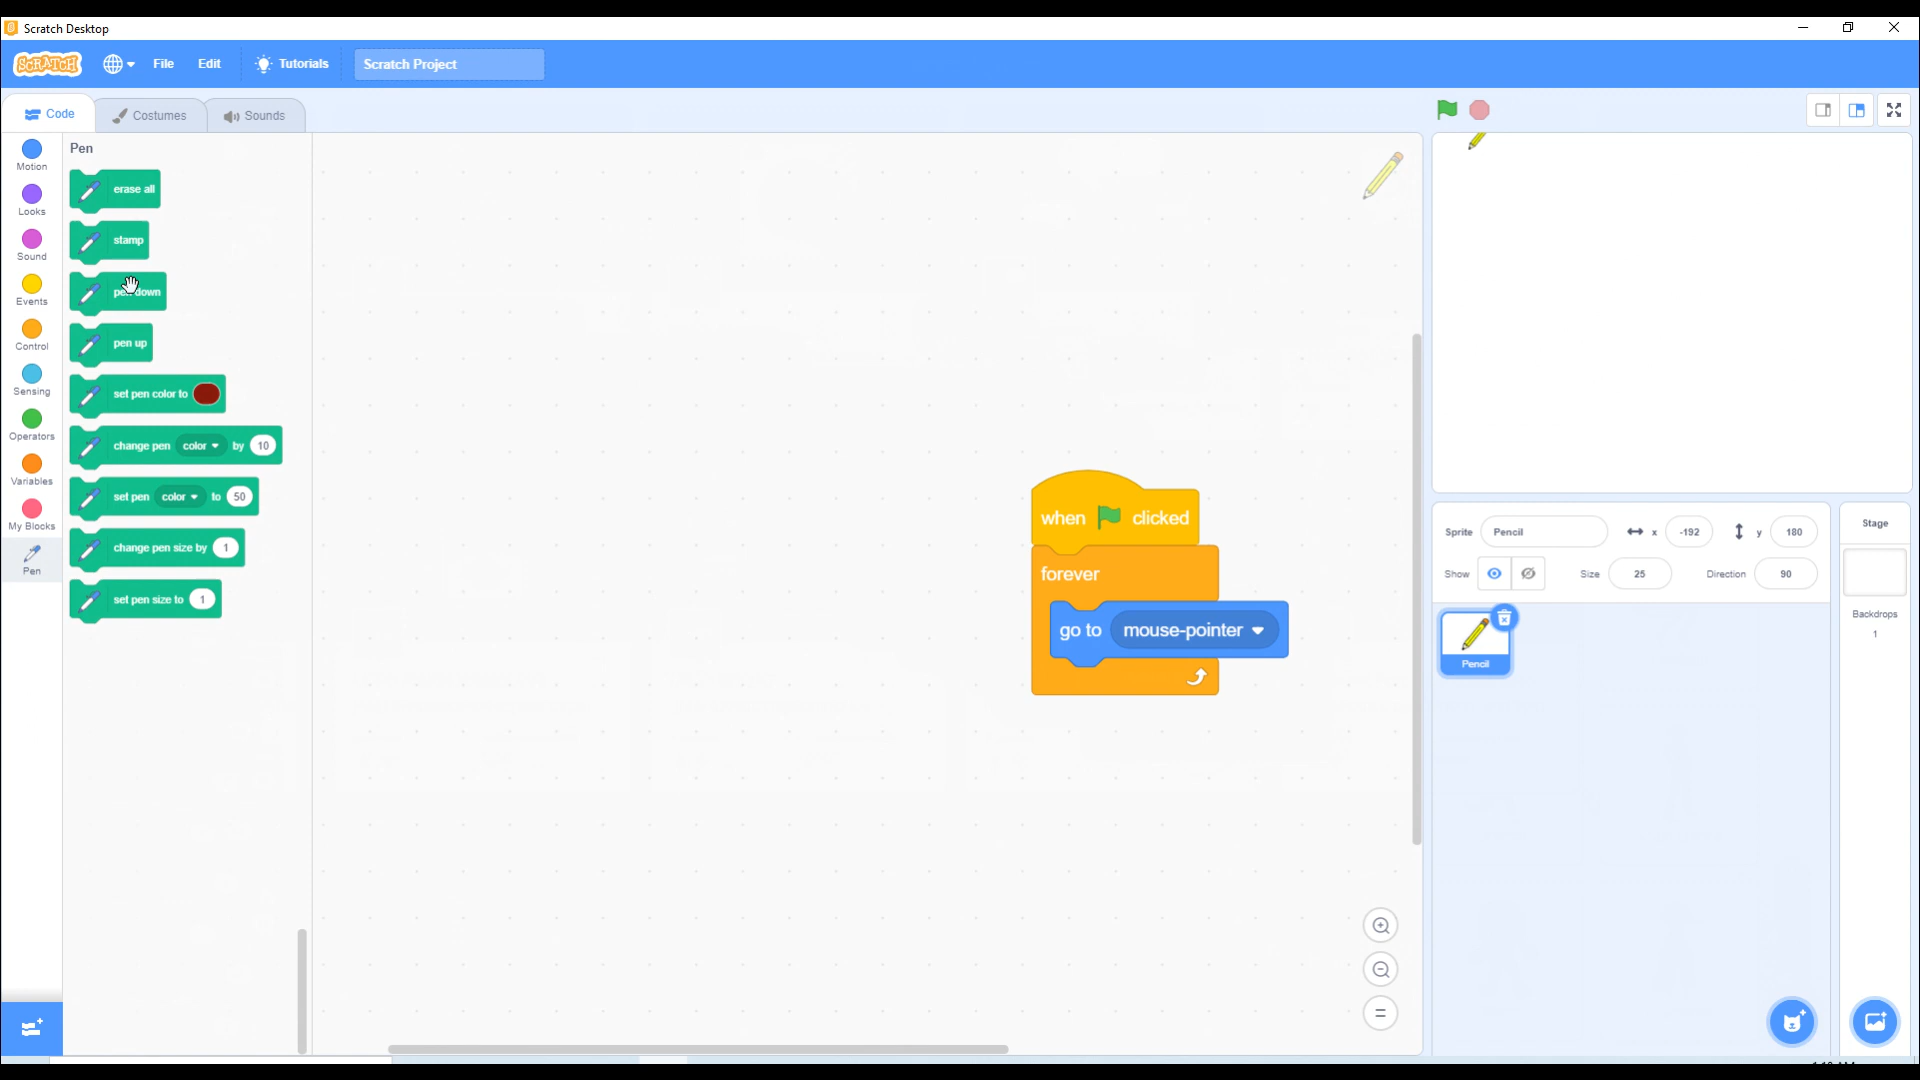 Scratch Desktop
SCRATCH File Edit Tutorials Scratch Project
Code Costumes Sounds
Motion
Looks
Sound
Events
Control
Sensing
Operators
Variables
My Blocks
Pen
Pen
erase all
stamp
pen down
pen up
set pen color to
change pen color by 10
set pen color to 50
change pen size by 1
set pen size to 1
when clicked
forever
go to mouse-pointer
Sprite Pencil x -192 y 180
Show Size 25 Direction 90
Pencil
Stage
Backdrops
1